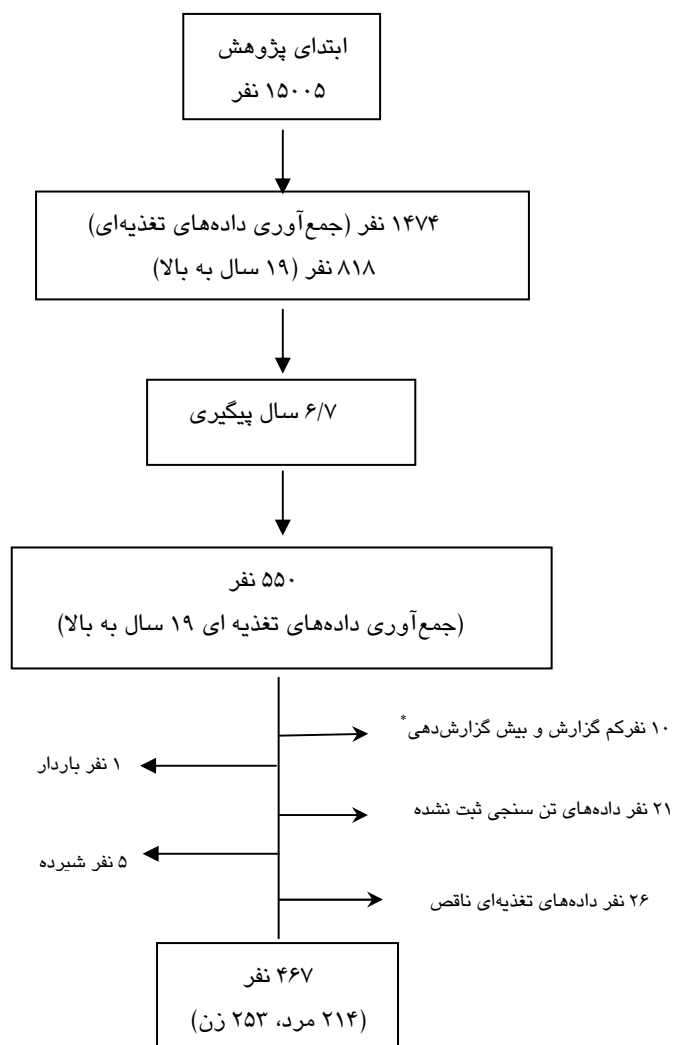 ابتدای پژوهش
۱۵۰۰۵ نفر
۱۴۷۴ نفر (جمع‌آوری داده‌های تغذیه‌ای)
۸۱۸ نفر (۱۹ سال به بالا)
۶/۷ سال پیگیری
۵۵۰ نفر
(جمع‌آوری داده‌های تغذیه ای ۱۹ سال به بالا)
۱۰ نفرکم گزارش و بیش گزارش‌دهی*
۱ نفر باردار
۲۱ نفر داده‌های تن سنجی ثبت نشده
۵ نفر شیرده
۲۶ نفر داده‌های تغذیه‌ای ناقص
۴۶۷ نفر
(۲۱۴ مرد، ۲۵۳ زن)